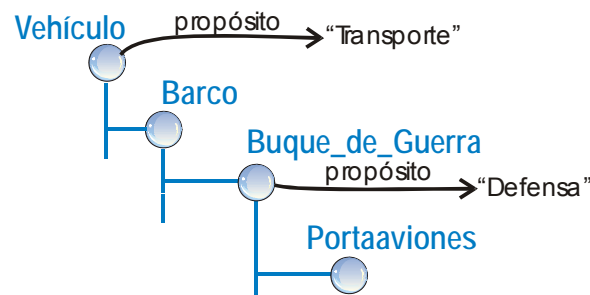 Vehículo
propósito
“Transporte”
Barco
Buque_de_Guerra
propósito
“Defensa”
Portaaviones